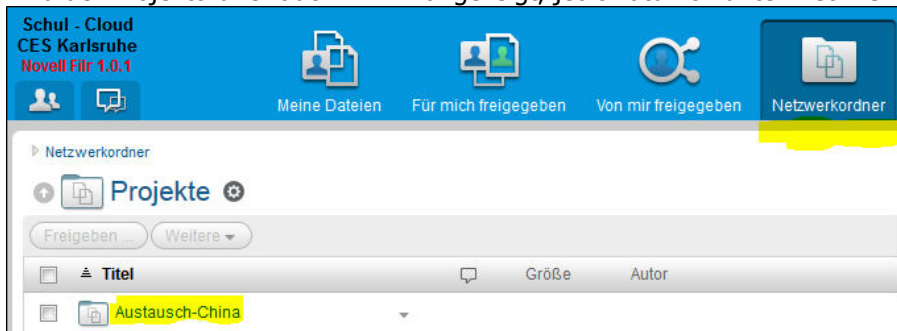 Schul - Cloud
CES Karlsruhe
Novell Filr 1.0.1
Meine Dateien Für mich freigegeben Von mir freigegeben Netzwerkordner
Netzwerkordner
Projekte
Freigeben ... Weitere
Titel Größe Autor
Austausch-China